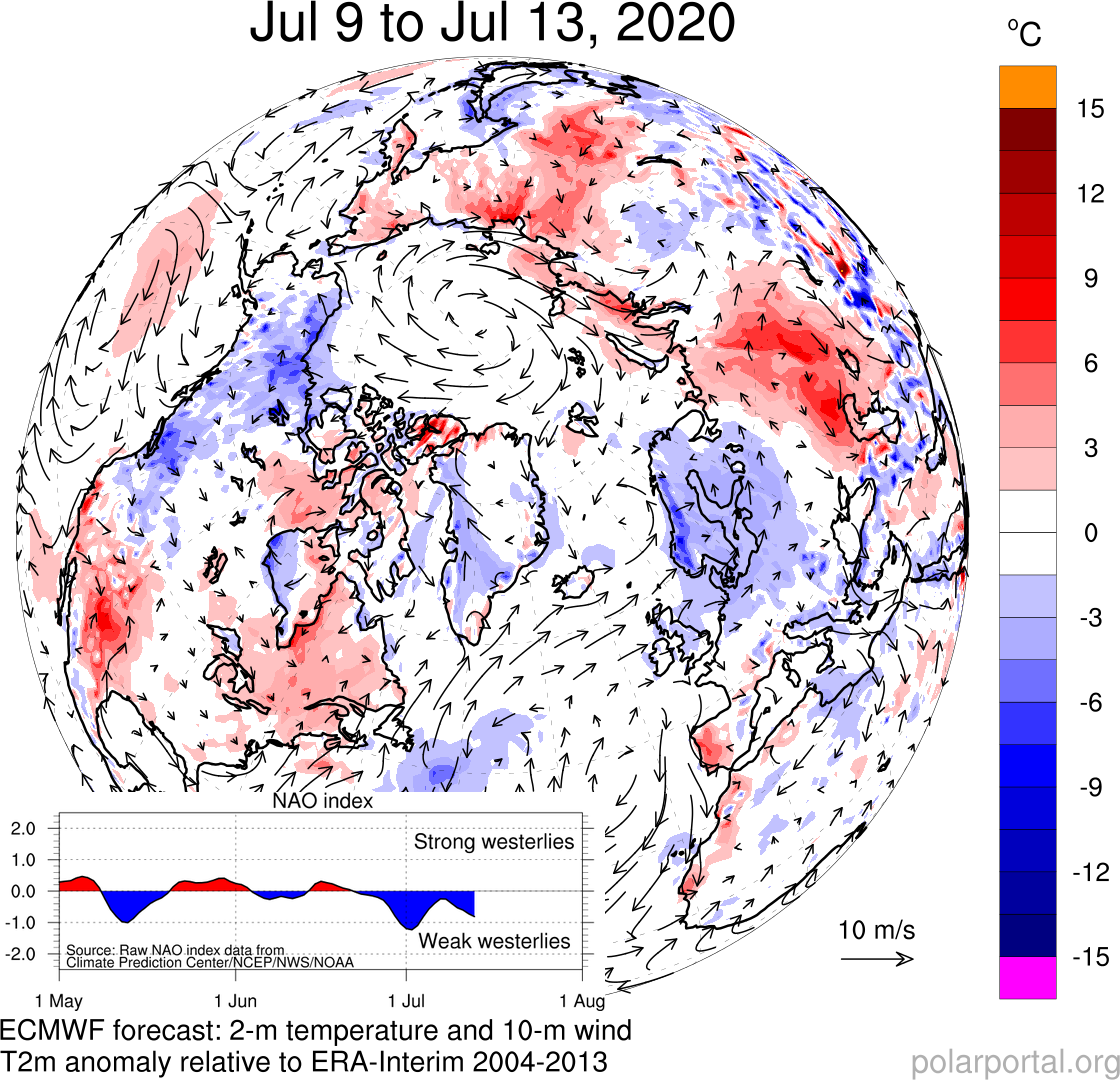 Jul 9 to Jul 13, 2020
°C
15
12
9
6
3
0
-3
-6
-9
-12
-15
10 m/s
NAO index
2.0
1.0
0.0
-1.0
-2.0
Strong westerlies
Weak westerlies
Source: Raw NAO index data from
Climate Prediction Center/NCEP/NWS/NOAA
1 May 1 Jun 1 Jul 1 Aug
ECMWF forecast: 2-m temperature and 10-m wind
T2m anomaly relative to ERA-Interim 2004-2013
polarportal.org